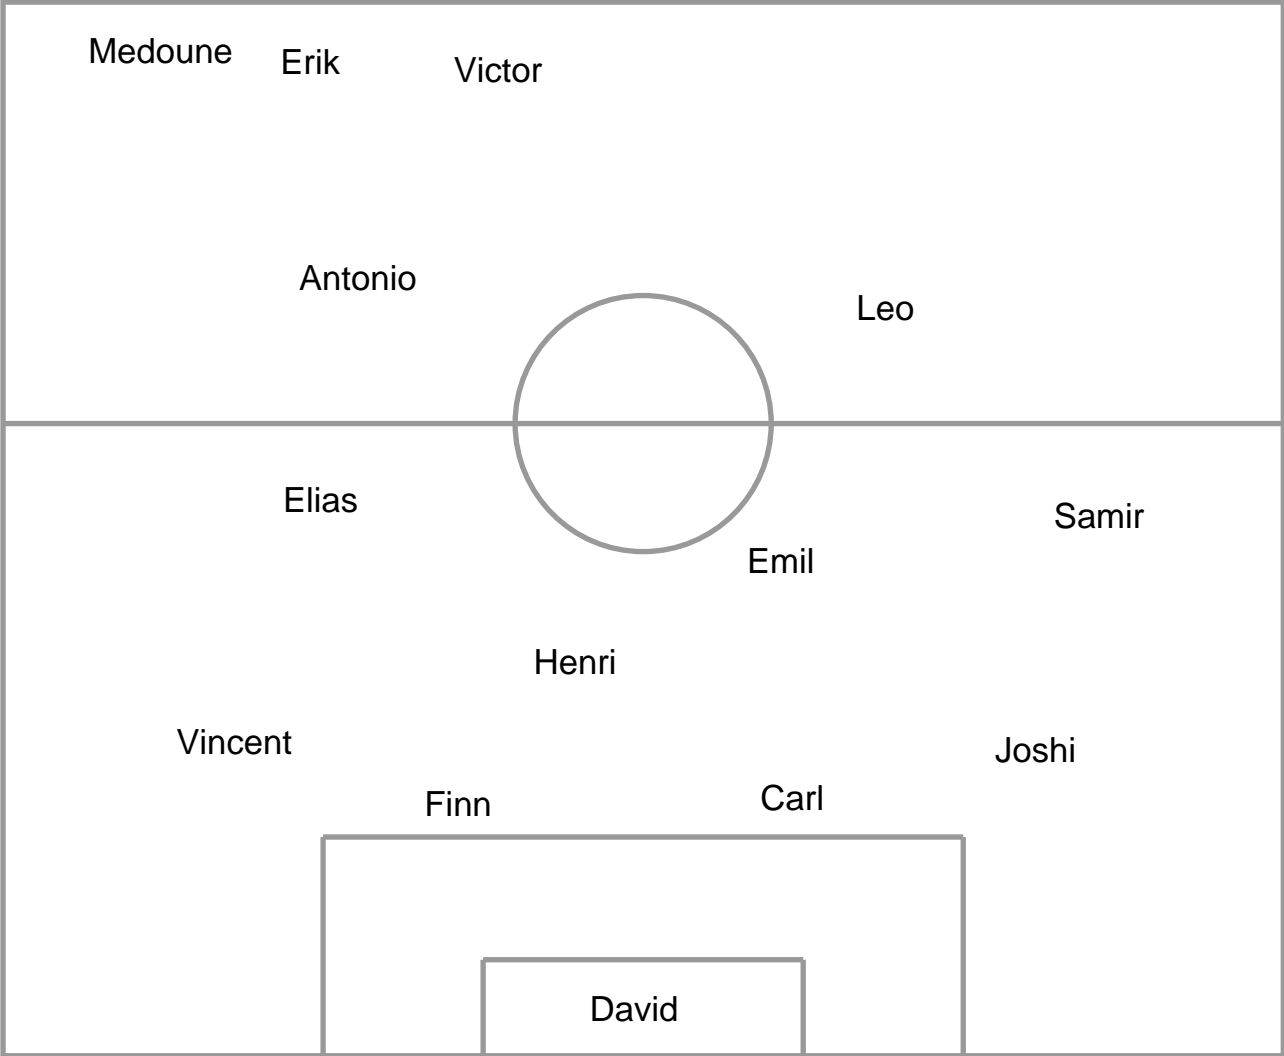 Medoune
Erik
Victor
Antonio
Leo
Elias
Samir
Emil
Henri
Vincent
Joshi
Finn
Carl
David